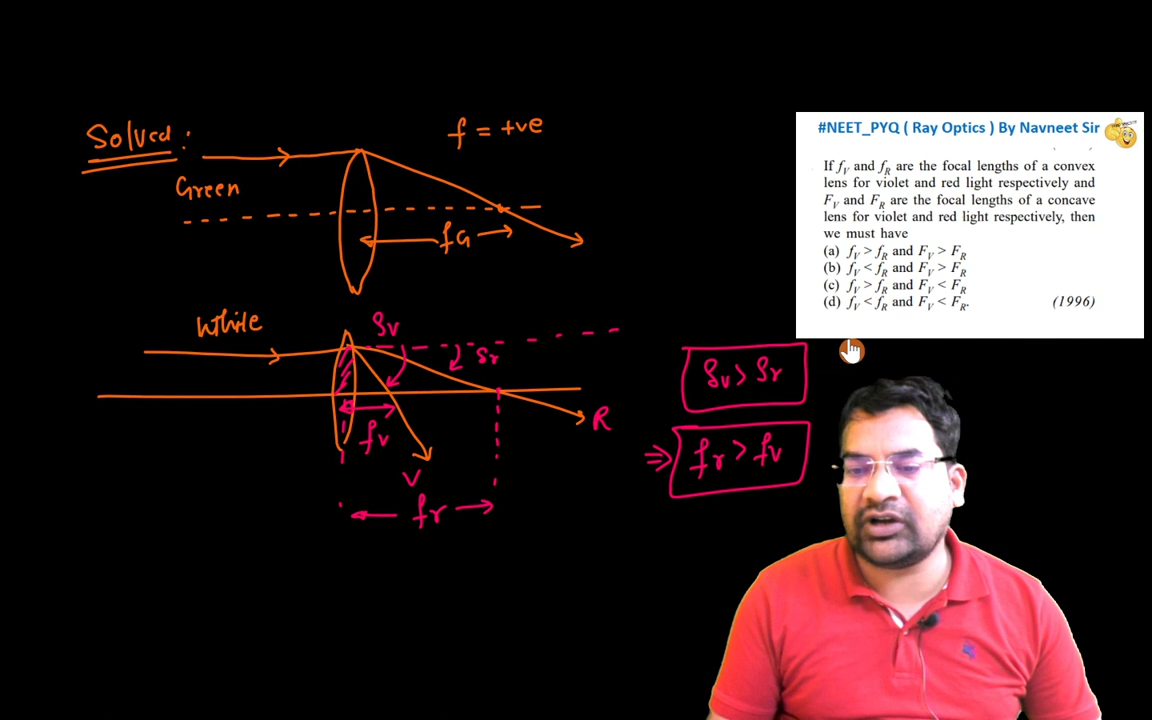 Solved:
f = +ve
Green
fG
White
δv
δr
fv
R
V
fr
δv > δr
⇒ fr > fv
#NEET_PYQ ( Ray Optics ) By Navneet Sir
If fV and fR are the focal lengths of a convex
lens for violet and red light respectively and
FV and FR are the focal lengths of a concave
lens for violet and red light respectively, then
we must have
(a) fV > fR and FV > FR
(b) fV < fR and FV > FR
(c) fV > fR and FV < FR
(d) fV < fR and FV < FR. (1996)